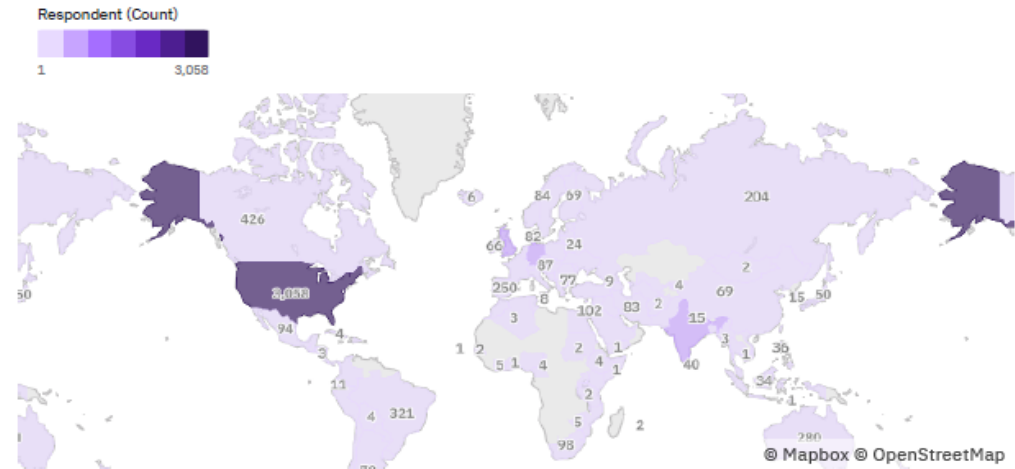 Respondent (Count)
1 3,058
6
84 69 204
426
66 82 24
87 2
50 3,058 250 77 9 4 69 15 50
8 102 83 2
94 3 15
4 1 2 2 1 3 36
3 5 1 4 4 1 40 1
11 2 34 1
4 321 5 2
98 280
© Mapbox © OpenStreetMap